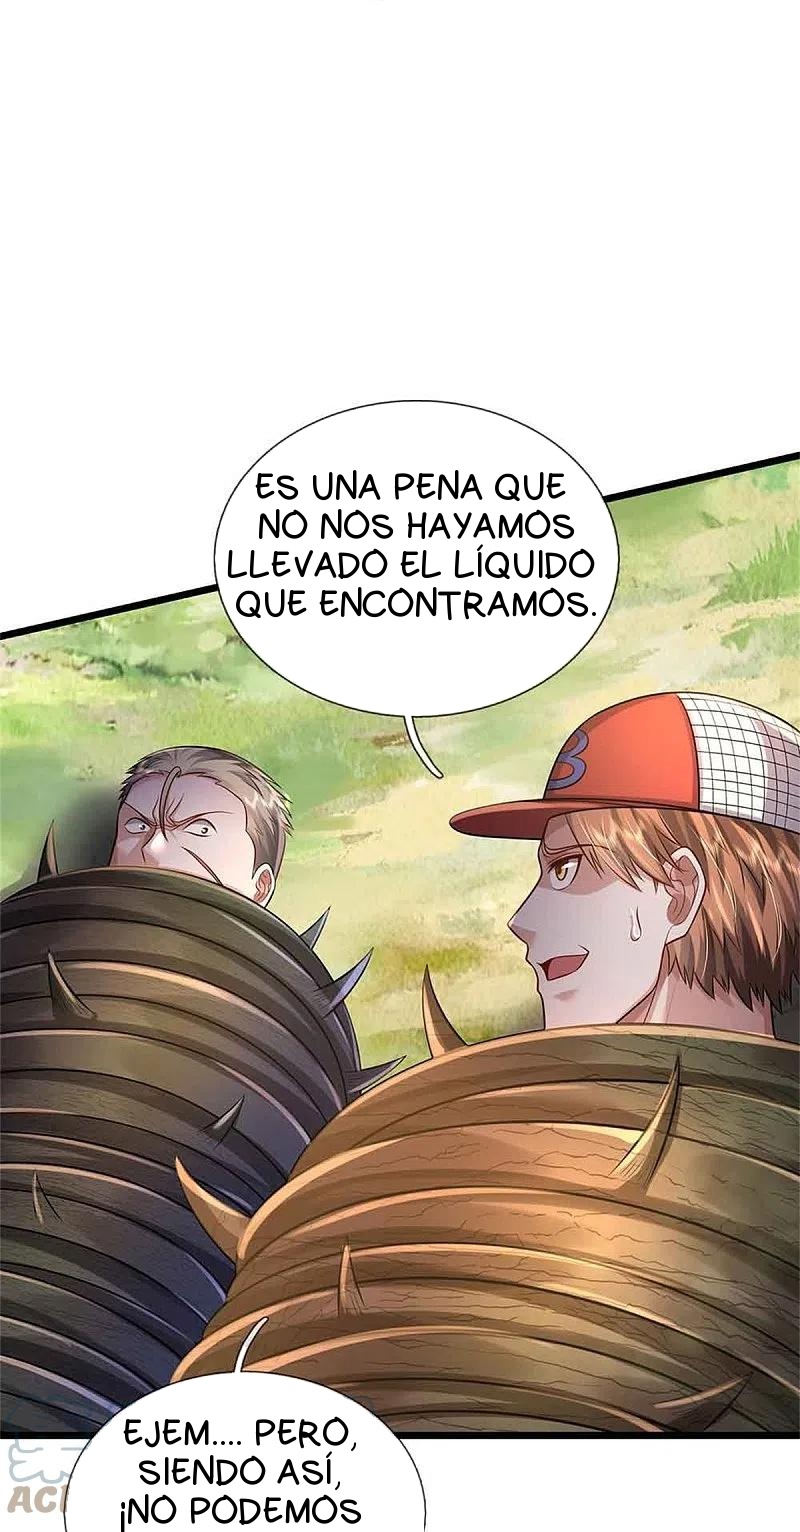 ES UNA PENA QUE
NO NOS HAYAMOS
LLEVADO EL LÍQUIDO
QUE ENCONTRAMOS.
B
EJEM.... PERO,
SIENDO ASÍ,
¡NO PODEMOS